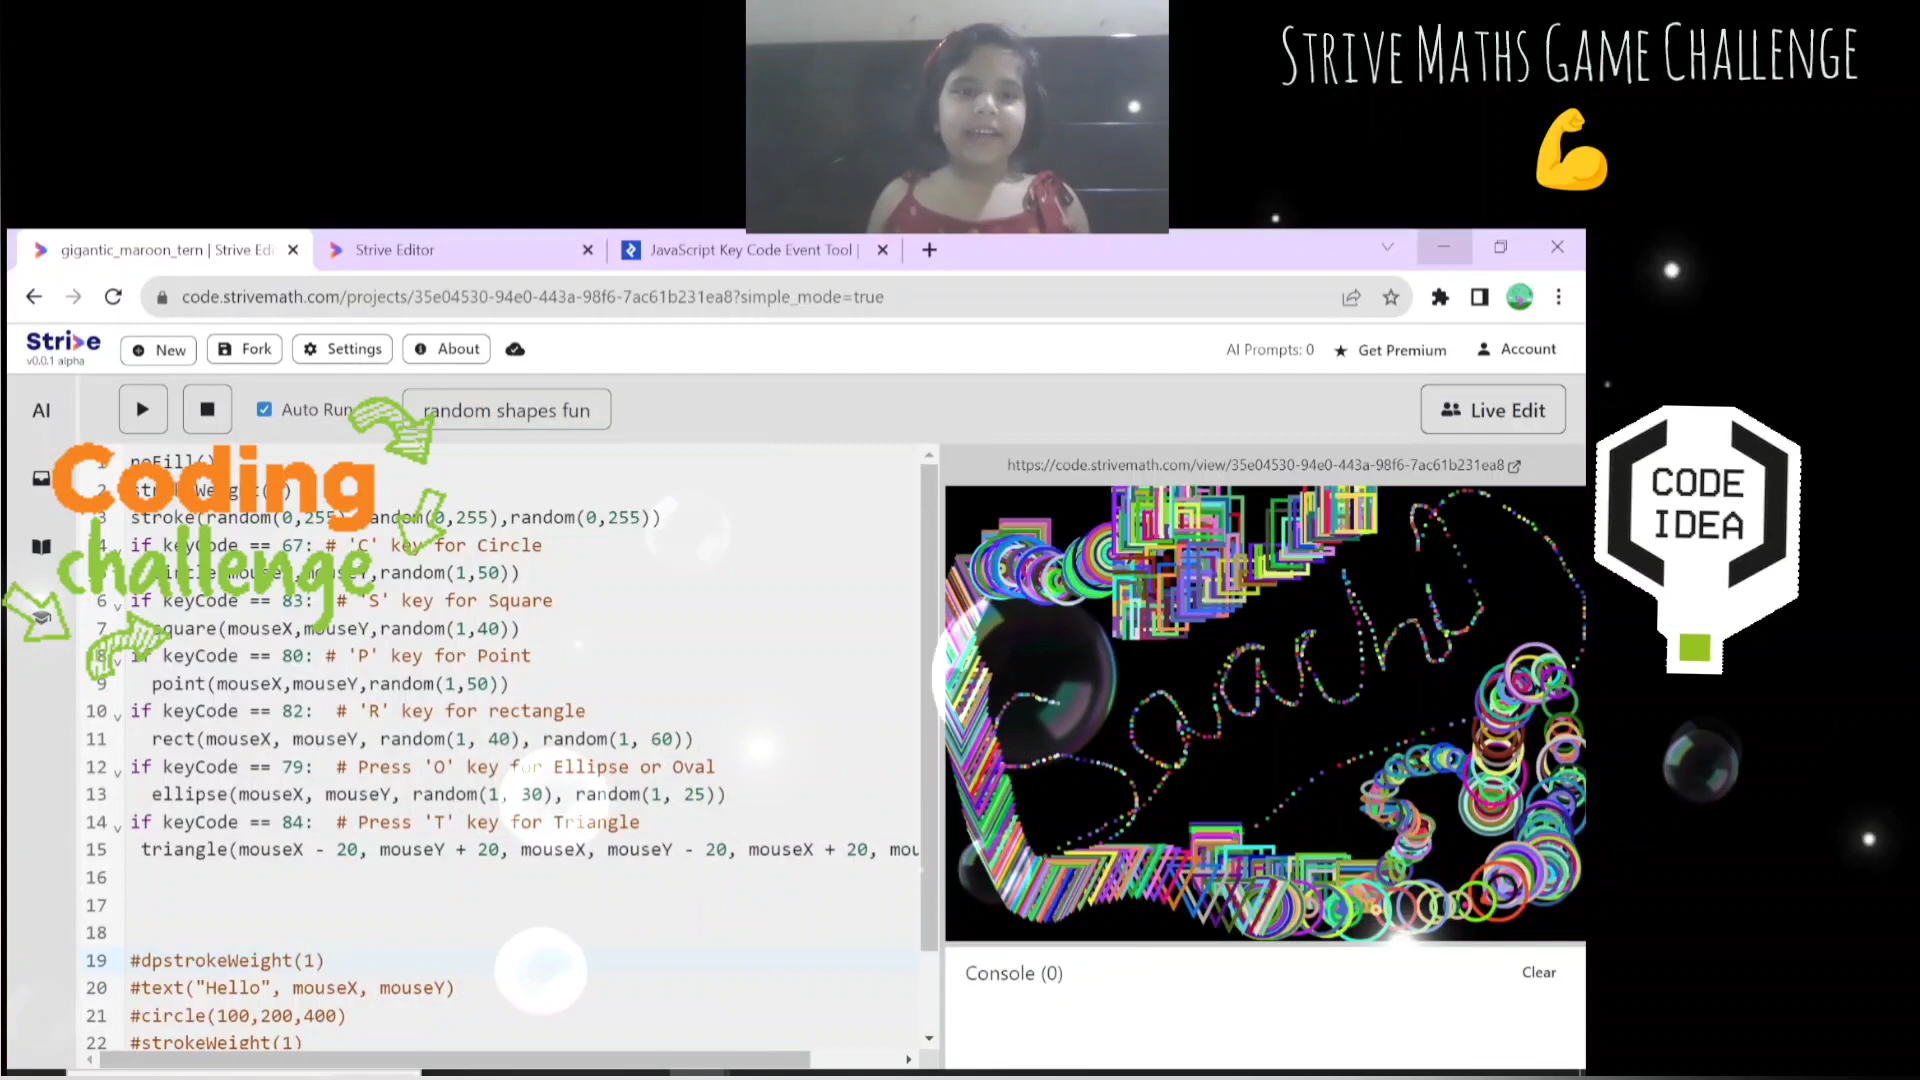 STRIVE MATHS GAME CHALLENGE
gigantic_maroon_tern | Strive Edi
Strive Editor
JavaScript Key Code Event Tool |
code.strivemath.com/projects/35e04530-94e0-443a-98f6-7ac61b231ea8?simple_mode=true
Strive
v0.0.1 alpha
New
Fork
Settings
About
AI Prompts: 0
Get Premium
Account
AI
Auto Run
random shapes fun
Live Edit
Coding
challenge
https://code.strivemath.com/view/35e04530-94e0-443a-98f6-7ac61b231ea8
1 noFill()
2
3 stroke(random(0,255),random(0,255),random(0,255))
4 if keyCode == 67: # 'C' key for Circle
,random(1,50))
6 if keyCode == 83: # 'S' key for Square
7 square(mouseX,mouseY,random(1,40))
8 if keyCode == 80: # 'P' key for Point
9 point(mouseX,mouseY,random(1,50))
10 if keyCode == 82: # 'R' key for rectangle
11 rect(mouseX, mouseY, random(1, 40), random(1, 60))
12 if keyCode == 79: # Press 'O' key for Ellipse or Oval
13 ellipse(mouseX, mouseY, random(1, 30), random(1, 25))
14 if keyCode == 84: # Press 'T' key for Triangle
15 triangle(mouseX - 20, mouseY + 20, mouseX, mouseY - 20, mouseX + 20, mou
16
17
18
19 #dpstrokeWeight(1)
20 #text("Hello", mouseX, mouseY)
21 #circle(100,200,400)
22 #strokeWeight(1)
Saachi
Console (0)
Clear
CODE
IDEA